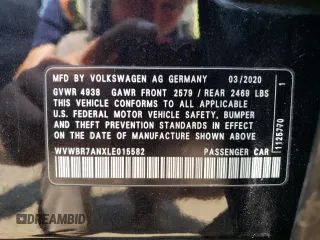 MFD BY VOLKSWAGEN AG GERMANY 03/2020
GVWR 4938 GAWR FRONT 2579 / REAR 2469 LBS
THIS VEHICLE CONFORMS TO ALL APPLICABLE
U.S. FEDERAL MOTOR VEHICLE SAFETY, BUMPER,
AND THEFT PREVENTION STANDARDS IN EFFECT
ON THE DATE OF MANUFACTURE SHOWN ABOVE
WVWBR7ANXLE015582 PASSENGER CAR
1125770 1
DREAMBID